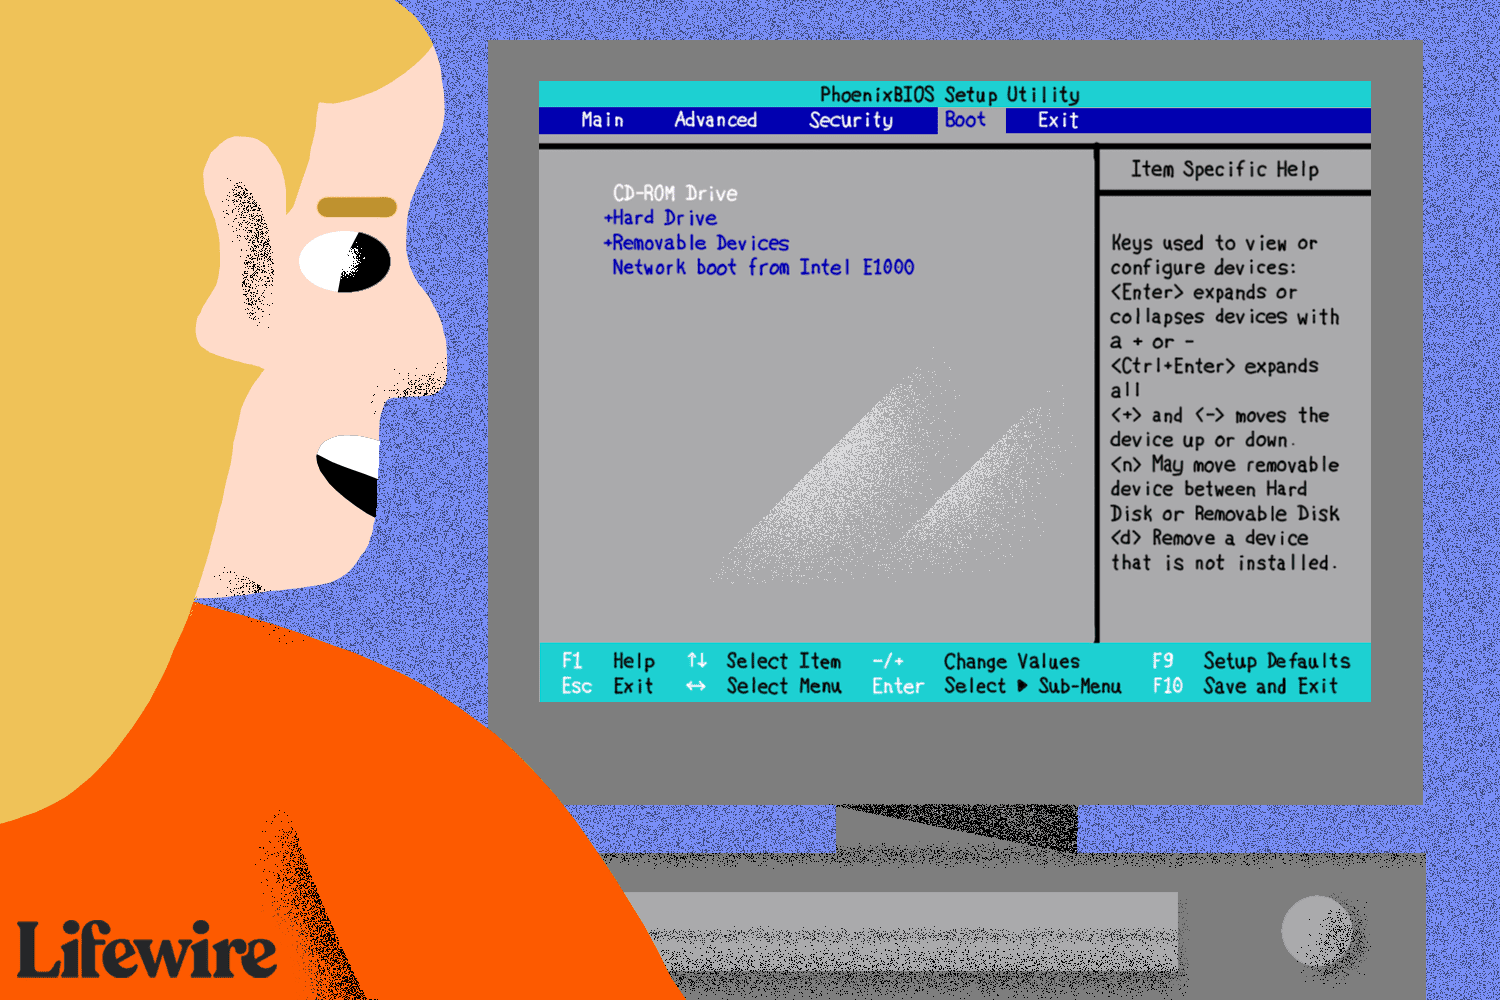 PhoenixBIOS Setup Utility
Main Advanced Security Boot Exit
CD-ROM Drive
+Hard Drive
+Removable Devices
Network boot from Intel E1000
Item Specific Help
Keys used to view or
configure devices:
<Enter> expands or
collapses devices with
a + or -
<Ctrl+Enter> expands
all
<+> and <-> moves the
device up or down.
<n> May move removable
device between Hard
Disk or Removable Disk
<d> Remove a device
that is not installed.
F1 Help ↑↓ Select Item -/+ Change Values F9 Setup Defaults
Esc Exit ↔ Select Menu Enter Select ▶ Sub-Menu F10 Save and Exit
Lifewire